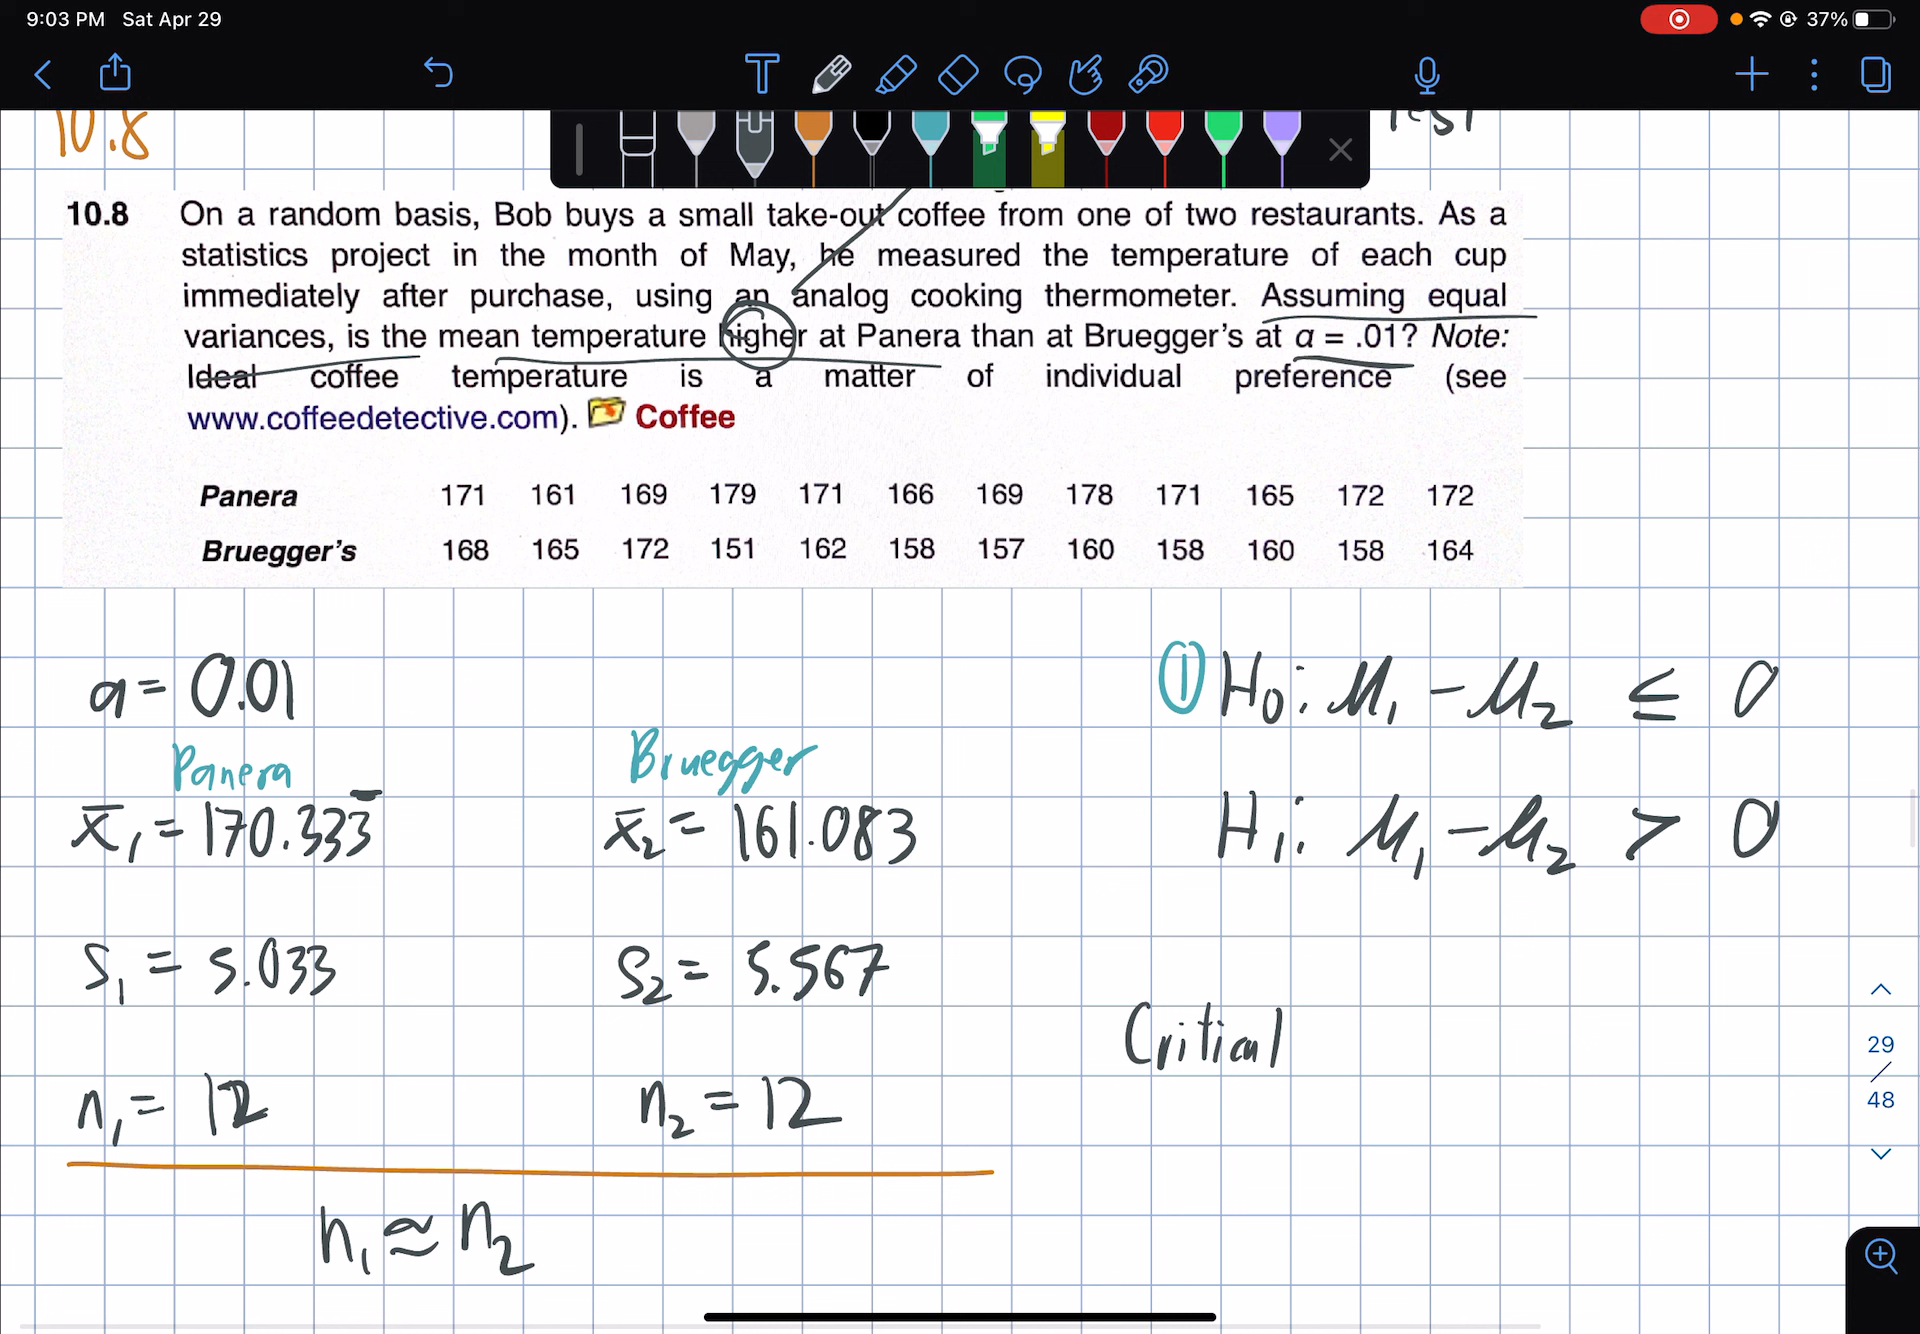 9:03 PM Sat Apr 29
37%
T
10.8
Test
10.8 On a random basis, Bob buys a small take-out coffee from one of two restaurants. As a
statistics project in the month of May, he measured the temperature of each cup
immediately after purchase, using an analog cooking thermometer. Assuming equal
variances, is the mean temperature higher at Panera than at Bruegger's at α = .01? Note:
Ideal coffee temperature is a matter of individual preference (see
www.coffeedetective.com). Coffee
Panera 171 161 169 179 171 166 169 178 171 165 172 172
Bruegger's 168 165 172 151 162 158 157 160 158 160 158 164
a = 0.01
① H₀: μ₁ - μ₂ ≤ 0
Panera Bruegger
x̄₁ = 170.333̄ x̄₂ = 161.083
H₁: μ₁ - μ₂ > 0
s₁ = 5.033 s₂ = 5.567
Critical
n₁ = 12 n₂ = 12
n₁ ≈ n₂
29
/
48